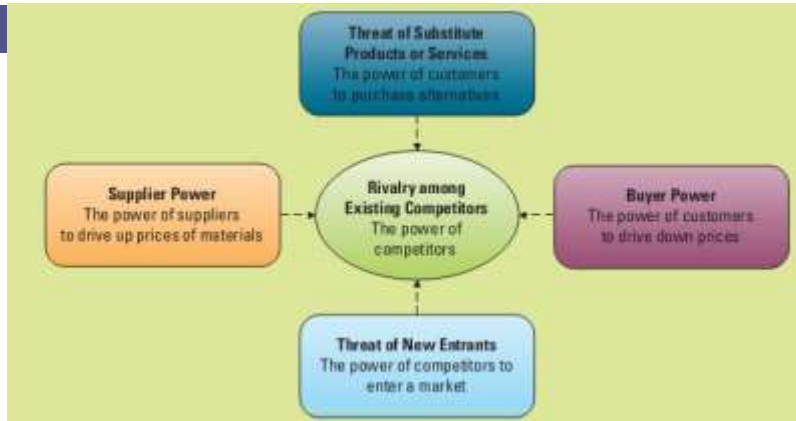 Threat of Substitute
Products or Services
The power of customers
to purchase alternatives
Supplier Power
The power of suppliers
to drive up prices of materials
Rivalry among
Existing Competitors
The power of
competitors
Buyer Power
The power of customers
to drive down prices
Threat of New Entrants
The power of competitors to
enter a market